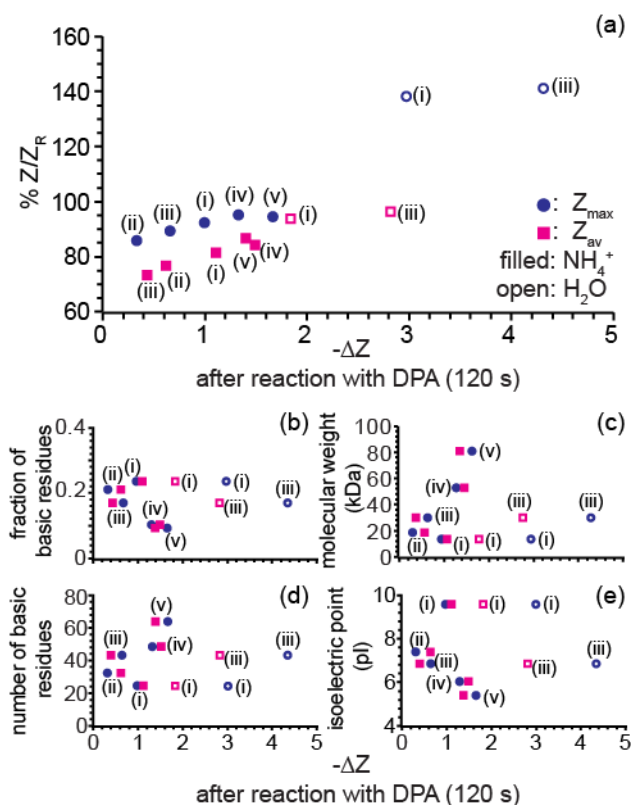 (a)
160
140
120
100
80
60
% Z/Z_R
(i)
(iii)
(ii)
(iii)
(i)
(iv)
(v)
(i)
(iii)
(iii)
(ii)
(i)
(v)
(iv)
●: Z_max
■: Z_av
filled: NH₄⁺
open: H₂O
0 1 2 3 4 5
-ΔZ
after reaction with DPA (120 s)
(b)
0.4
0.2
0
fraction of
basic residues
(ii) (i)
(i)
(i)
(iii)
(iv)
(iii)
(iii)
(v)
(c)
100
80
60
40
20
0
molecular weight
(kDa)
(v)
(iv)
(iii)
(iii)
(iii)
(ii)
(i)
(i)
(i)
(d)
80
60
40
20
0
number of basic
residues
(v)
(iii)
(iv)
(iii)
(iii)
(ii)
(i)
(i)
(i)
0 1 2 3 4 5
(e)
10
8
6
4
isoelectric point
(pI)
(i)
(i)
(i)
(ii)
(iii)
(iii)
(iii)
(iv)
(v)
0 1 2 3 4 5
-ΔZ
after reaction with DPA (120 s)